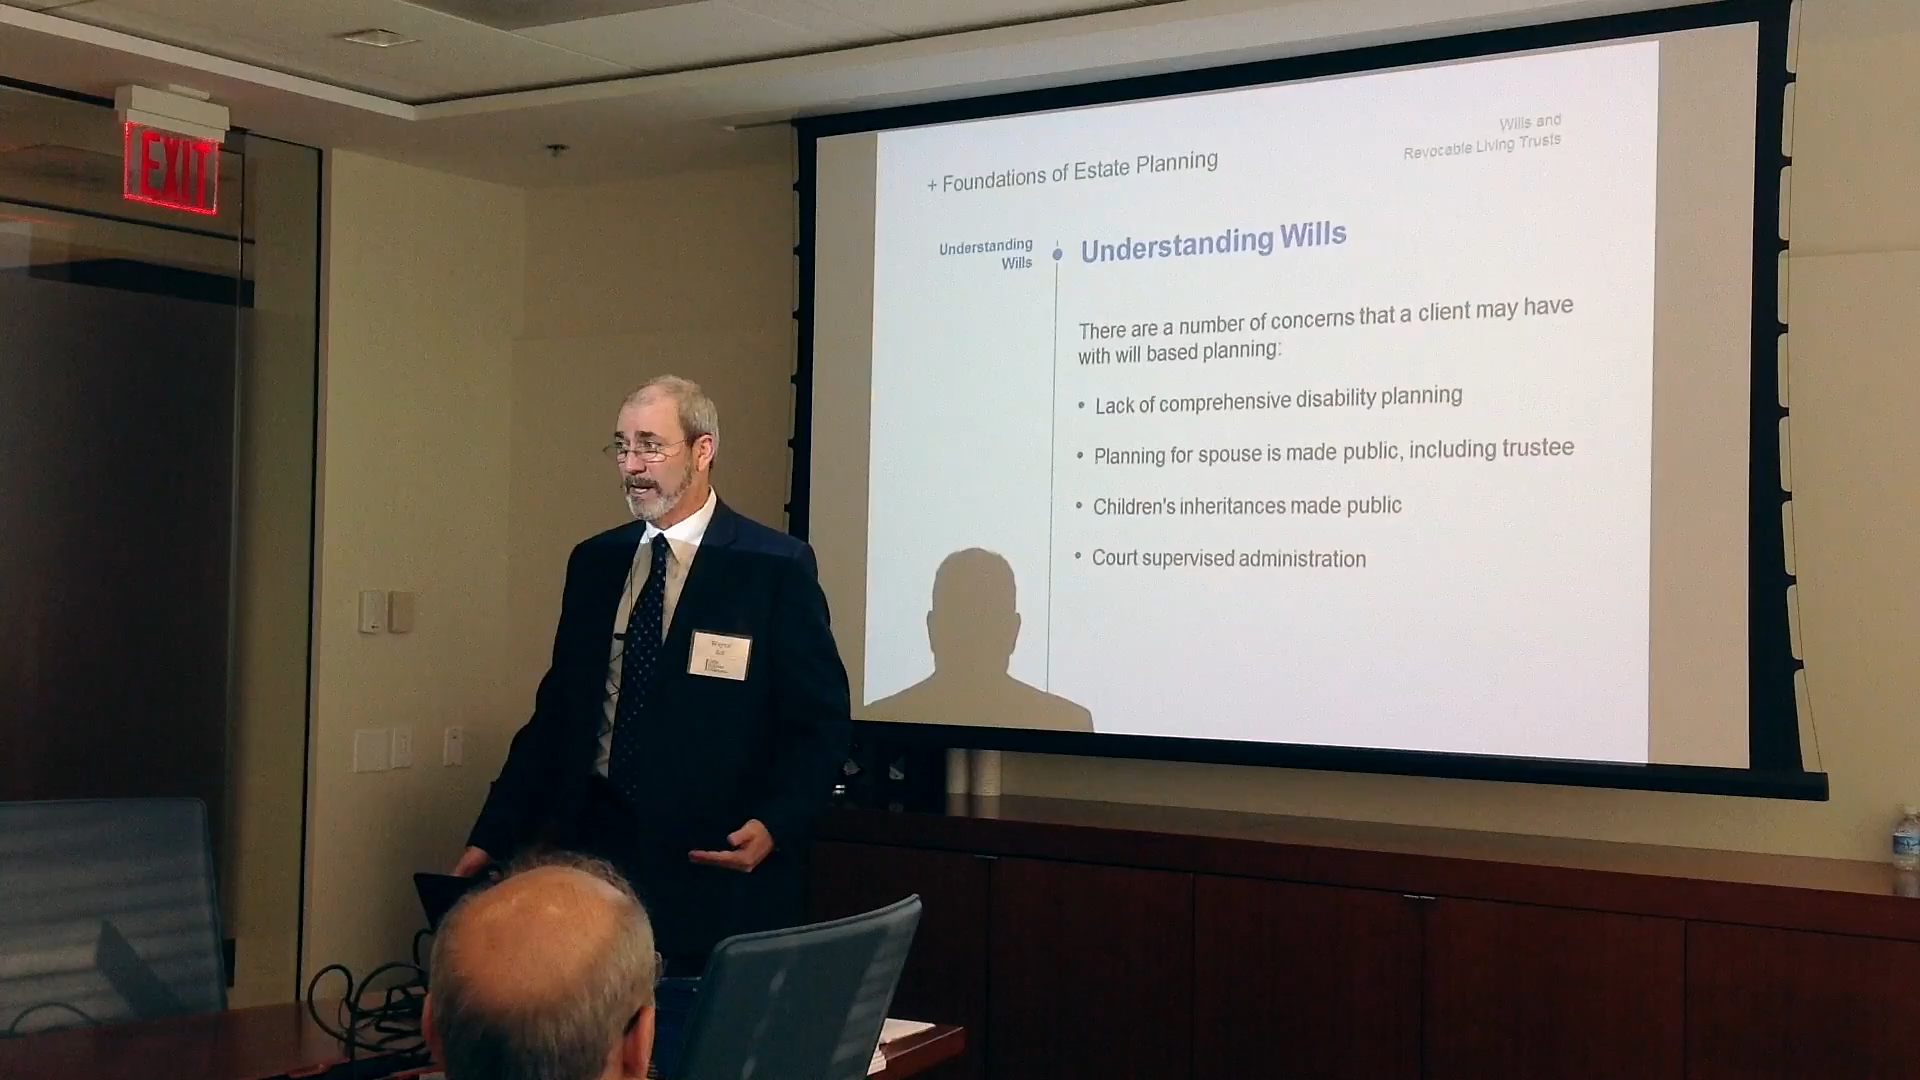 EXIT
Wills and
Revocable Living Trusts
+ Foundations of Estate Planning
Understanding
Wills
Understanding Wills
There are a number of concerns that a client may have
with will based planning:
• Lack of comprehensive disability planning
• Planning for spouse is made public, including trustee
• Children's inheritances made public
• Court supervised administration